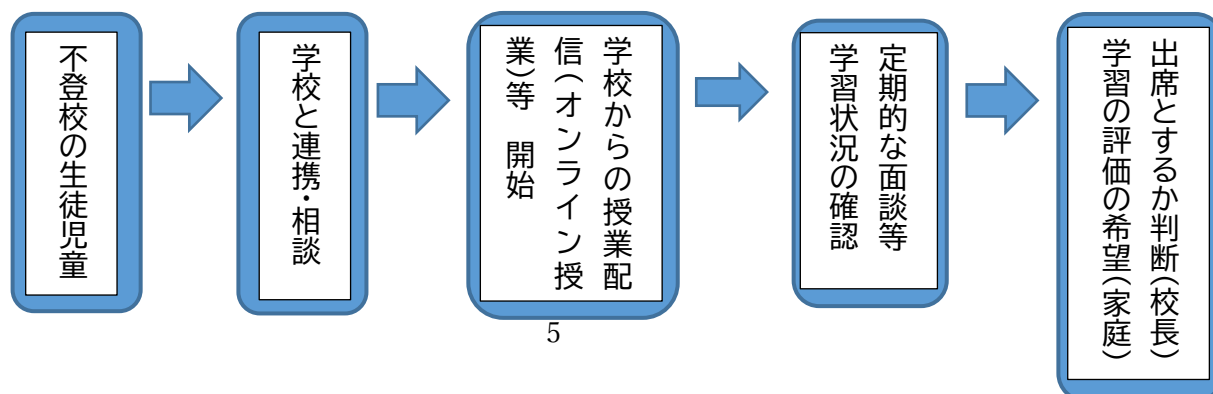 不登校の生徒児童
学校と連携・相談
学校からの授業配
信（オンライン授
業）等　開始
定期的な面談等
学習状況の確認
出席とするか判断（校長）
学習の評価の希望（家庭）
5